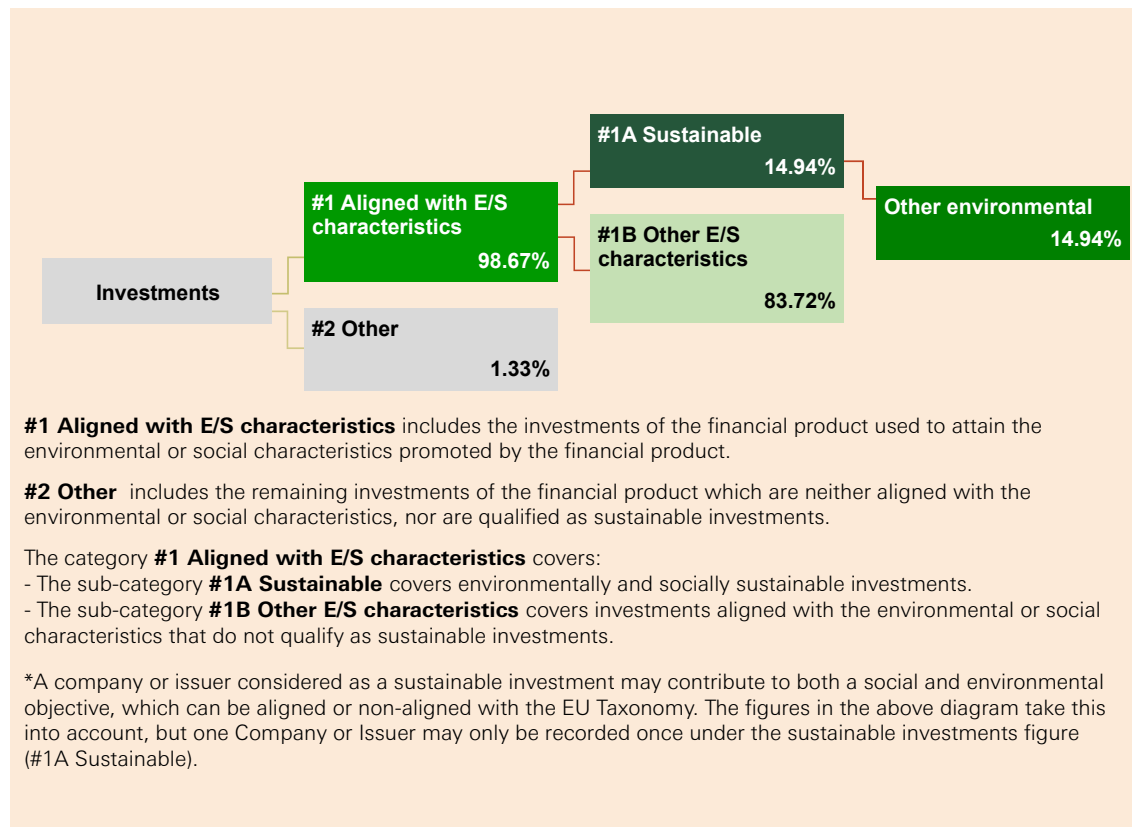 #1A Sustainable
14.94%
#1 Aligned with E/S
characteristics
98.67%
Other environmental
14.94%
#1B Other E/S
characteristics
83.72%
Investments
#2 Other
1.33%
#1 Aligned with E/S characteristics includes the investments of the financial product used to attain the
environmental or social characteristics promoted by the financial product.
#2 Other includes the remaining investments of the financial product which are neither aligned with the
environmental or social characteristics, nor are qualified as sustainable investments.
The category #1 Aligned with E/S characteristics covers:
- The sub-category #1A Sustainable covers environmentally and socially sustainable investments.
- The sub-category #1B Other E/S characteristics covers investments aligned with the environmental or social
characteristics that do not qualify as sustainable investments.
*A company or issuer considered as a sustainable investment may contribute to both a social and environmental
objective, which can be aligned or non-aligned with the EU Taxonomy. The figures in the above diagram take this
into account, but one Company or Issuer may only be recorded once under the sustainable investments figure
(#1A Sustainable).